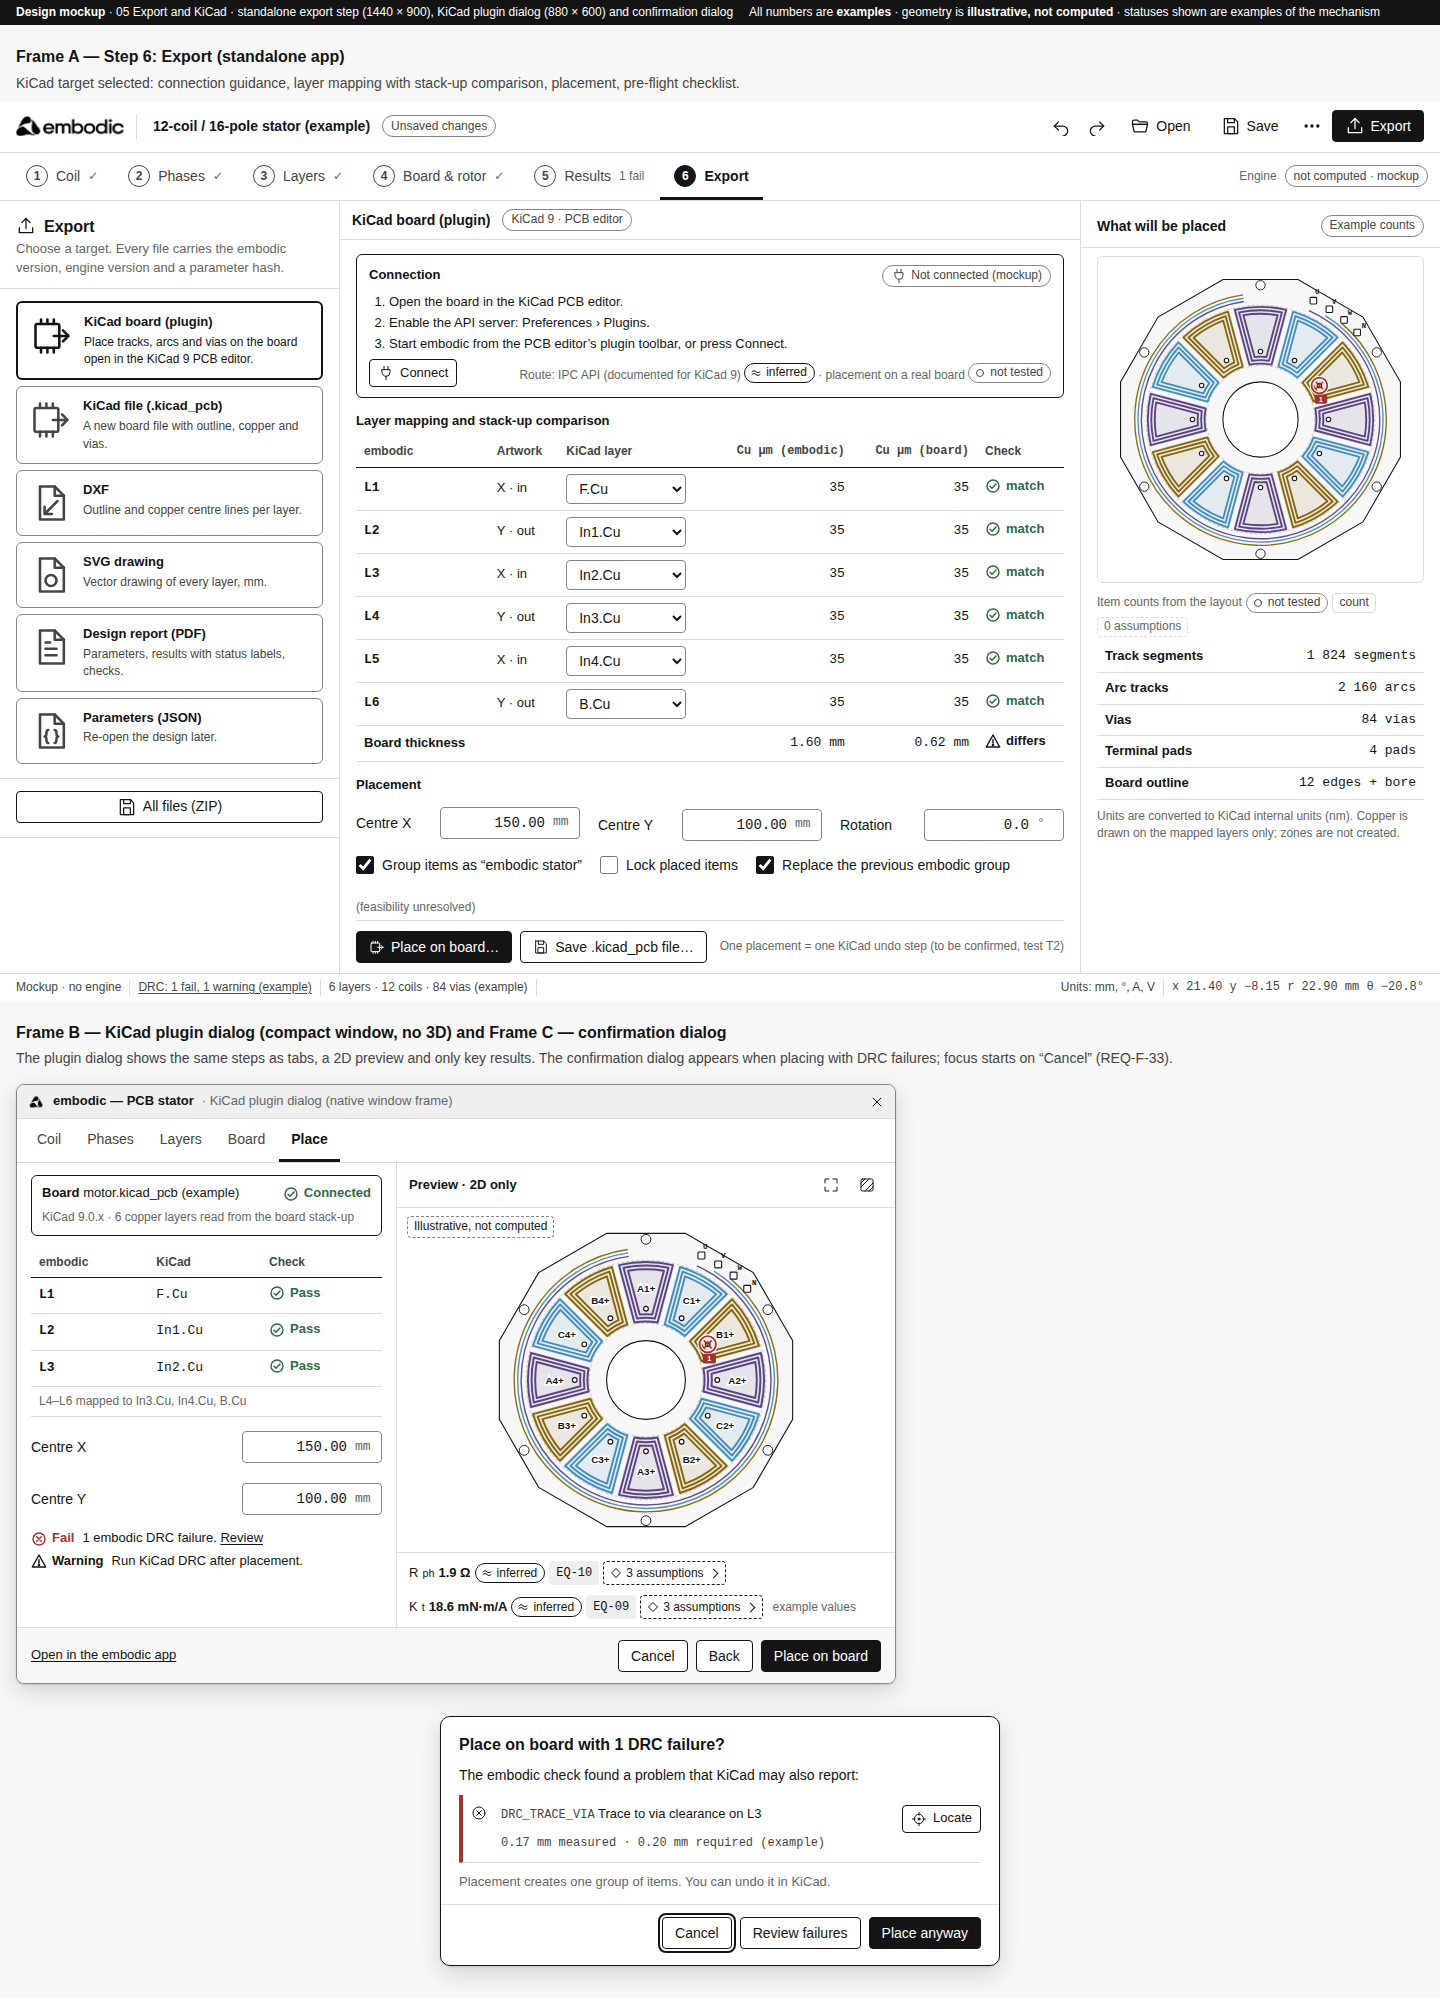 Design mockup · 05 Export and KiCad · standalone export step (1440 × 900), KiCad plugin dialog (880 × 600) and confirmation dialog All numbers are examples · geometry is illustrative, not computed · statuses shown are examples of the mechanism
Frame A — Step 6: Export (standalone app)
KiCad target selected: connection guidance, layer mapping with stack-up comparison, placement, pre-flight checklist.
embodic 12-coil / 16-pole stator (example) Unsaved changes Open Save ••• Export
1 Coil ✓ 2 Phases ✓ 3 Layers ✓ 4 Board & rotor ✓ 5 Results 1 fail 6 Export Engine not computed · mockup
Export
Choose a target. Every file carries the embodic
version, engine version and a parameter hash.
KiCad board (plugin)
Place tracks, arcs and vias on the board
open in the KiCad 9 PCB editor.
KiCad file (.kicad_pcb)
A new board file with outline, copper and
vias.
DXF
Outline and copper centre lines per layer.
SVG drawing
Vector drawing of every layer, mm.
Design report (PDF)
Parameters, results with status labels,
checks.
Parameters (JSON)
Re-open the design later.
All files (ZIP)
KiCad board (plugin) KiCad 9 · PCB editor
Connection Not connected (mockup)
1. Open the board in the KiCad PCB editor.
2. Enable the API server: Preferences › Plugins.
3. Start embodic from the PCB editor’s plugin toolbar, or press Connect.
Connect Route: IPC API (documented for KiCad 9) inferred · placement on a real board not tested
Layer mapping and stack-up comparison
embodic Artwork KiCad layer Cu µm (embodic) Cu µm (board) Check
L1 X · in F.Cu 35 35 match
L2 Y · out In1.Cu 35 35 match
L3 X · in In2.Cu 35 35 match
L4 Y · out In3.Cu 35 35 match
L5 X · in In4.Cu 35 35 match
L6 Y · out B.Cu 35 35 match
Board thickness 1.60 mm 0.62 mm differs
Placement
Centre X 150.00 mm Centre Y 100.00 mm Rotation 0.0 °
Group items as “embodic stator” Lock placed items Replace the previous embodic group
(feasibility unresolved)
Place on board… Save .kicad_pcb file… One placement = one KiCad undo step (to be confirmed, test T2)
What will be placed Example counts
U
V
W
N
1
Item counts from the layout not tested count
0 assumptions
Track segments 1 824 segments
Arc tracks 2 160 arcs
Vias 84 vias
Terminal pads 4 pads
Board outline 12 edges + bore
Units are converted to KiCad internal units (nm). Copper is
drawn on the mapped layers only; zones are not created.
Mockup · no engine DRC: 1 fail, 1 warning (example) 6 layers · 12 coils · 84 vias (example) Units: mm, °, A, V x 21.40 y −8.15 r 22.90 mm θ −20.8°
Frame B — KiCad plugin dialog (compact window, no 3D) and Frame C — confirmation dialog
The plugin dialog shows the same steps as tabs, a 2D preview and only key results. The confirmation dialog appears when placing with DRC failures; focus starts on “Cancel” (REQ-F-33).
embodic — PCB stator · KiCad plugin dialog (native window frame)
Coil Phases Layers Board Place
Board motor.kicad_pcb (example) Connected
KiCad 9.0.x · 6 copper layers read from the board stack-up
embodic KiCad Check
L1 F.Cu Pass
L2 In1.Cu Pass
L3 In2.Cu Pass
L4–L6 mapped to In3.Cu, In4.Cu, B.Cu
Centre X 150.00 mm
Centre Y 100.00 mm
Fail 1 embodic DRC failure. Review
Warning Run KiCad DRC after placement.
Preview · 2D only
Illustrative, not computed
U
V
W
N
A1+
B4+ C1+
C4+ B1+
1
A4+ A2+
B3+ C2+
C3+ B2+
A3+
R ph 1.9 Ω inferred EQ-10 3 assumptions
K t 18.6 mN·m/A inferred EQ-09 3 assumptions example values
Open in the embodic app Cancel Back Place on board
Place on board with 1 DRC failure?
The embodic check found a problem that KiCad may also report:
DRC_TRACE_VIA Trace to via clearance on L3 Locate
0.17 mm measured · 0.20 mm required (example)
Placement creates one group of items. You can undo it in KiCad.
Cancel Review failures Place anyway